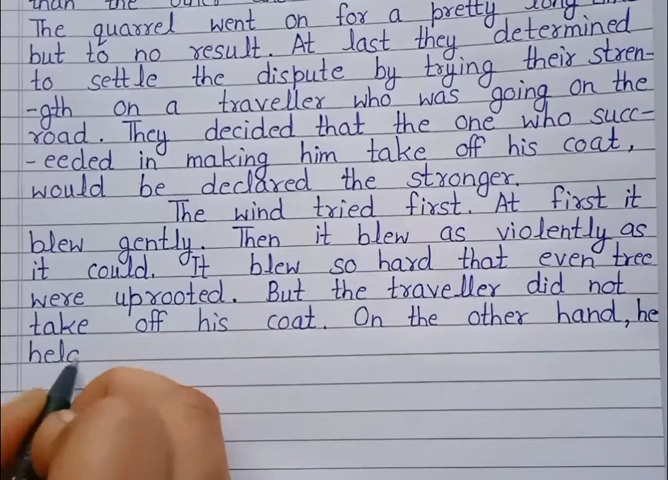 than the
The quarrel went on for a pretty long
but to no result. At last they determined
to settle the dispute by trying their stren-
-gth on a traveller who was going on the
road. They decided that the one who succ-
-eeded in making him take off his coat,
would be declared the stronger.
The wind tried first. At first it
blew gently. Then it blew as violently as
it could. It blew so hard that even tree
were uprooted. But the traveller did not
take off his coat. On the other hand, he
hel